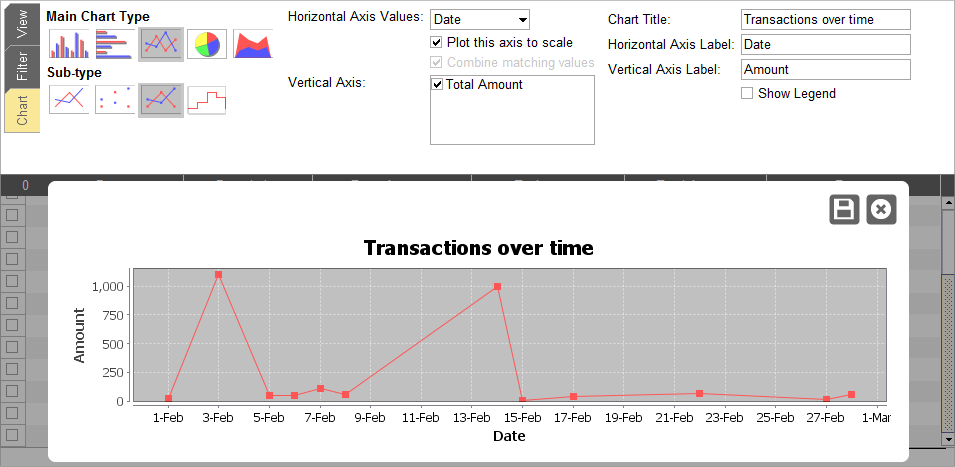 View
Filter
Chart
Main Chart Type
Sub-type
Horizontal Axis Values: Date
Plot this axis to scale
Combine matching values
Vertical Axis: Total Amount
Chart Title: Transactions over time
Horizontal Axis Label: Date
Vertical Axis Label: Amount
Show Legend
0
Transactions over time
Amount
1,000
750
500
250
0
1-Feb 3-Feb 5-Feb 7-Feb 9-Feb 11-Feb 13-Feb 15-Feb 17-Feb 19-Feb 21-Feb 23-Feb 25-Feb 27-Feb 1-Mar
Date